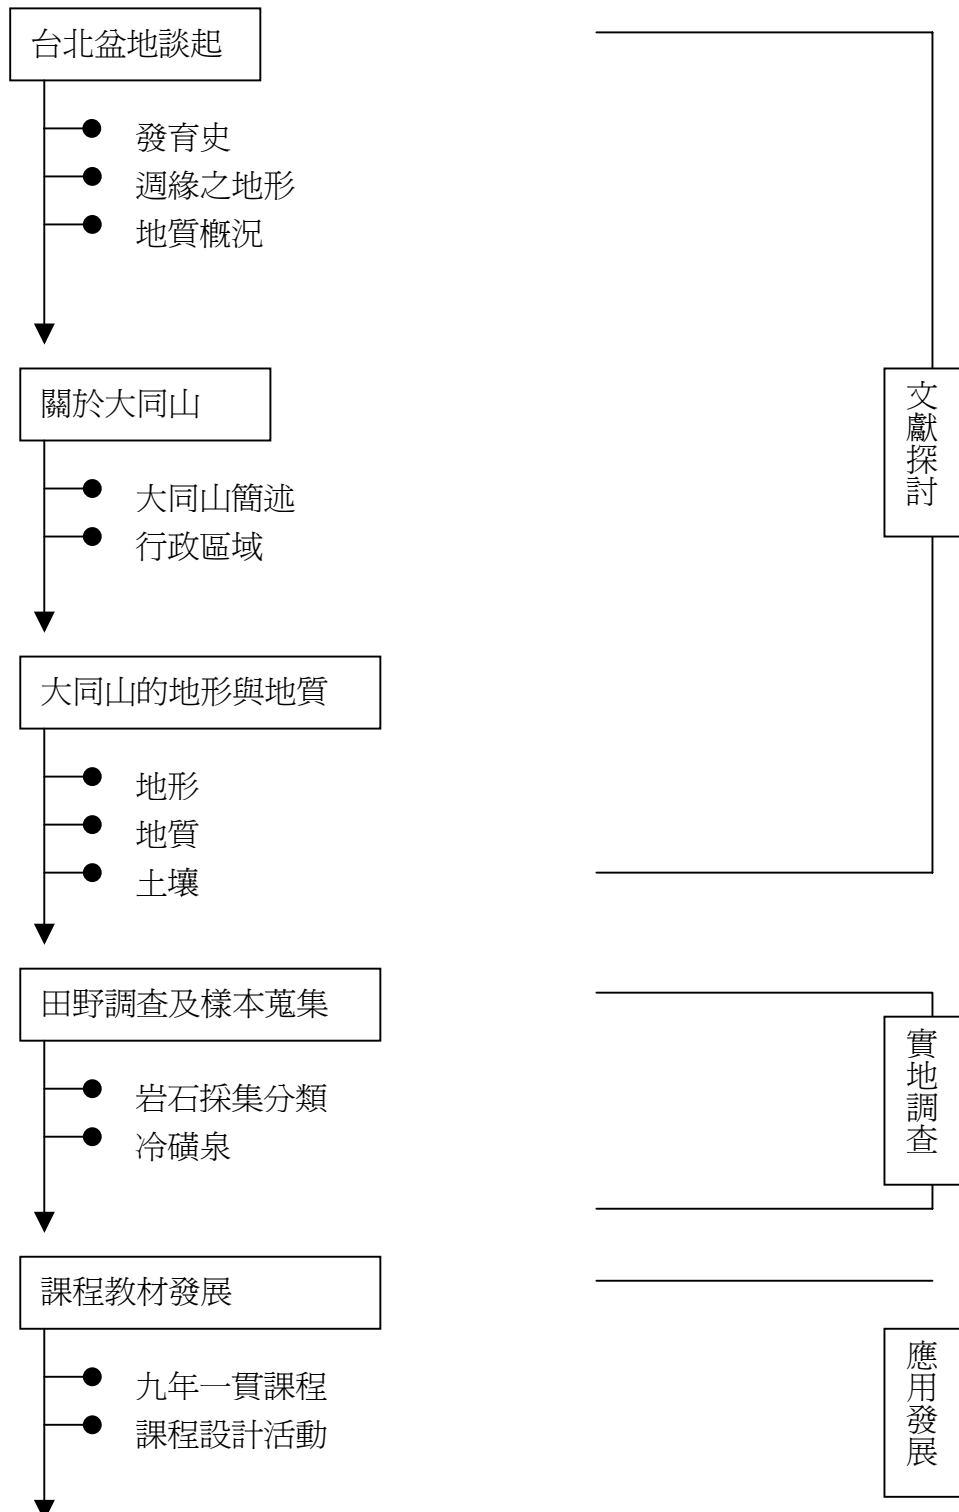 台北盆地談起
發育史
週緣之地形
地質概況
關於大同山
大同山簡述
行政區域
大同山的地形與地質
地形
地質
土壤
文獻探討
田野調查及樣本蒐集
岩石採集分類
冷磺泉
實地調查
課程教材發展
九年一貫課程
課程設計活動
應用發展